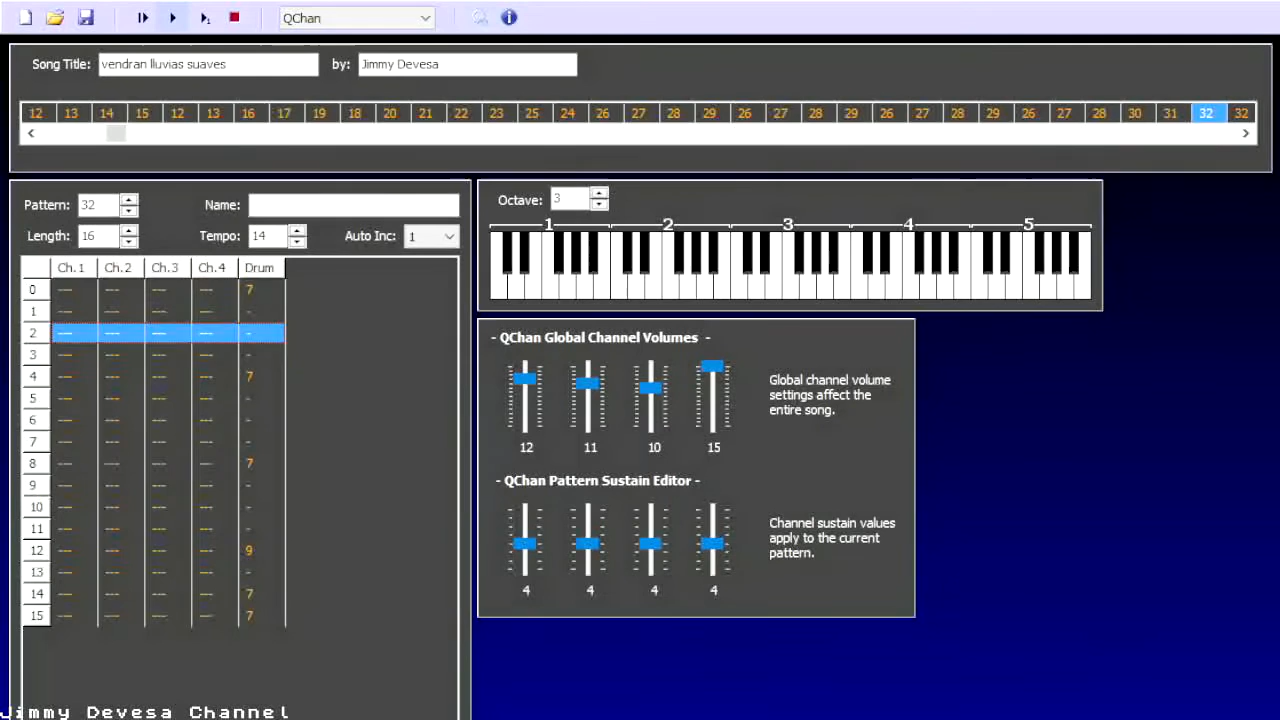 QChan
Song Title: vendran lluvias suaves by: Jimmy Devesa
12 13 14 15 12 13 16 17 19 18 20 21 22 23 25 24 26 27 28 29 26 27 28 29 26 27 28 29 26 27 28 30 31 32 32
Pattern: 32 Name:
Length: 16 Tempo: 14 Auto Inc: 1
Octave: 3
1 2 3 4 5
Ch.1 Ch.2 Ch.3 Ch.4 Drum
0 --- --- --- --- 7
1 --- --- --- --- -
2 --- --- --- --- -
3 --- --- --- --- -
4 --- --- --- --- 7
5 --- --- --- --- -
6 --- --- --- --- -
7 --- --- --- --- -
8 --- --- --- --- 7
9 --- --- --- --- -
10 --- --- --- --- -
11 --- --- --- --- -
12 --- --- --- --- 9
13 --- --- --- --- -
14 --- --- --- --- 7
15 --- --- --- --- 7
- QChan Global Channel Volumes -
Global channel volume
settings affect the
entire song.
12 11 10 15
- QChan Pattern Sustain Editor -
Channel sustain values
apply to the current
pattern.
4 4 4 4
Jimmy Devesa Channel